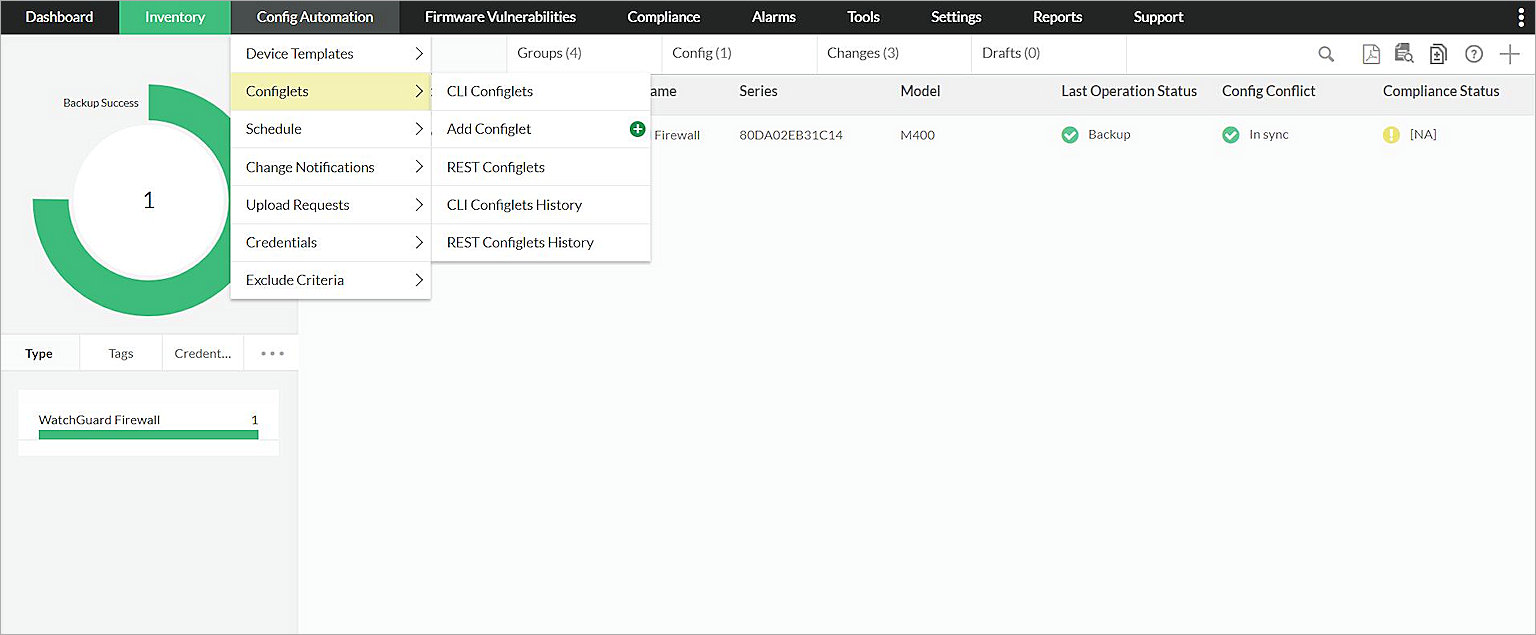 Dashboard Inventory Config Automation Firmware Vulnerabilities Compliance Alarms Tools Settings Reports Support
Device Templates
Configlets
Schedule
Change Notifications
Upload Requests
Credentials
Exclude Criteria
CLI Configlets
Add Configlet
REST Configlets
CLI Configlets History
REST Configlets History
Groups (4) Config (1) Changes (3) Drafts (0)
Series Model Last Operation Status Config Conflict Compliance Status
Firewall 80DA02EB31C14 M400 Backup In sync [NA]
Backup Success
1
Type Tags Credent...
WatchGuard Firewall 1